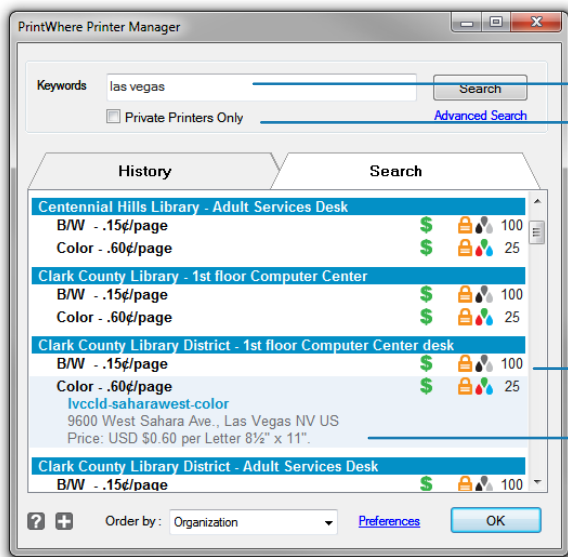 PrintWhere Printer Manager
Keywords las vegas Search
Private Printers Only Advanced Search
History Search
Centennial Hills Library - Adult Services Desk
B/W - .15¢/page $ 100
Color - .60¢/page $ 25
Clark County Library - 1st floor Computer Center
B/W - .15¢/page $ 100
Color - .60¢/page $ 25
Clark County Library District - 1st floor Computer Center desk
B/W - .15¢/page $ 100
Color - .60¢/page $ 25
lvccld-saharawest-color
9600 West Sahara Ave., Las Vegas NV US
Price: USD $0.60 per Letter 8½" x 11".
Clark County Library District - Adult Services Desk
B/W - .15¢/page $ 100
? + Order by : Organization Preferences OK